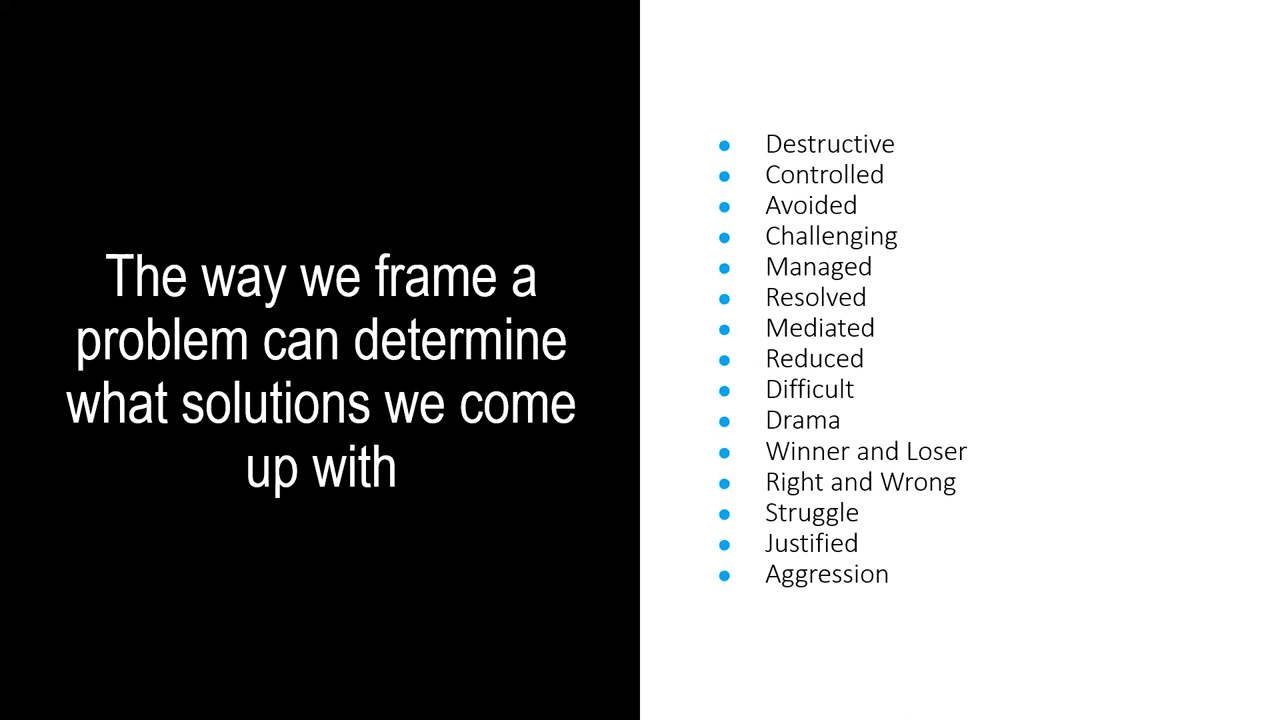 The way we frame a
problem can determine
what solutions we come
up with
● Destructive
● Controlled
● Avoided
● Challenging
● Managed
● Resolved
● Mediated
● Reduced
● Difficult
● Drama
● Winner and Loser
● Right and Wrong
● Struggle
● Justified
● Aggression